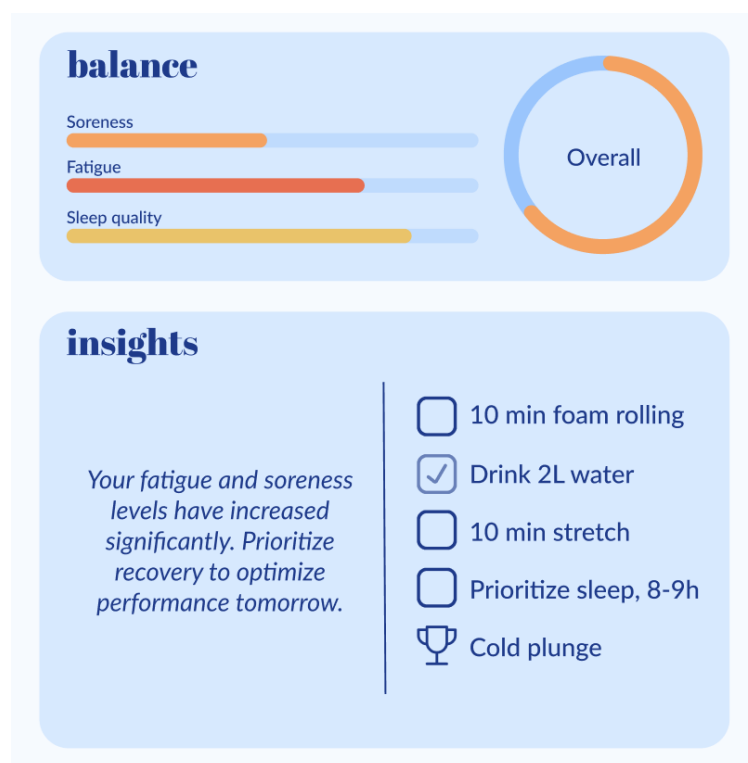 balance
Soreness
Fatigue
Sleep quality
Overall
insights
Your fatigue and soreness
levels have increased
significantly. Prioritize
recovery to optimize
performance tomorrow.
10 min foam rolling
Drink 2L water
10 min stretch
Prioritize sleep, 8-9h
Cold plunge